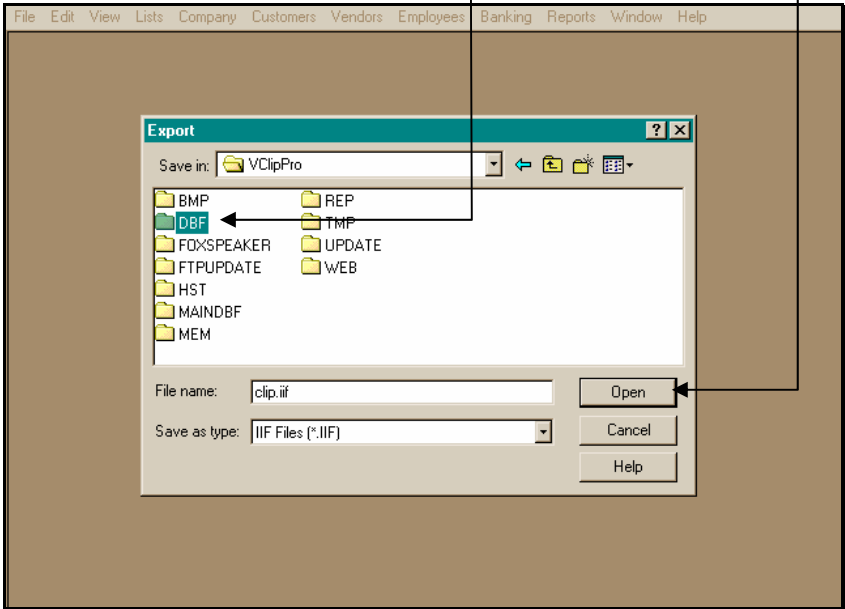 File Edit View Lists Company Customers Vendors Employees Banking Reports Window Help
Export
Save in: VClipPro
BMP REP
DBF TMP
FOXSPEAKER UPDATE
FTPUPDATE WEB
HST
MAINDBF
MEM
File name: clip.iif Open
Save as type: IIF Files (*.IIF) Cancel
Help